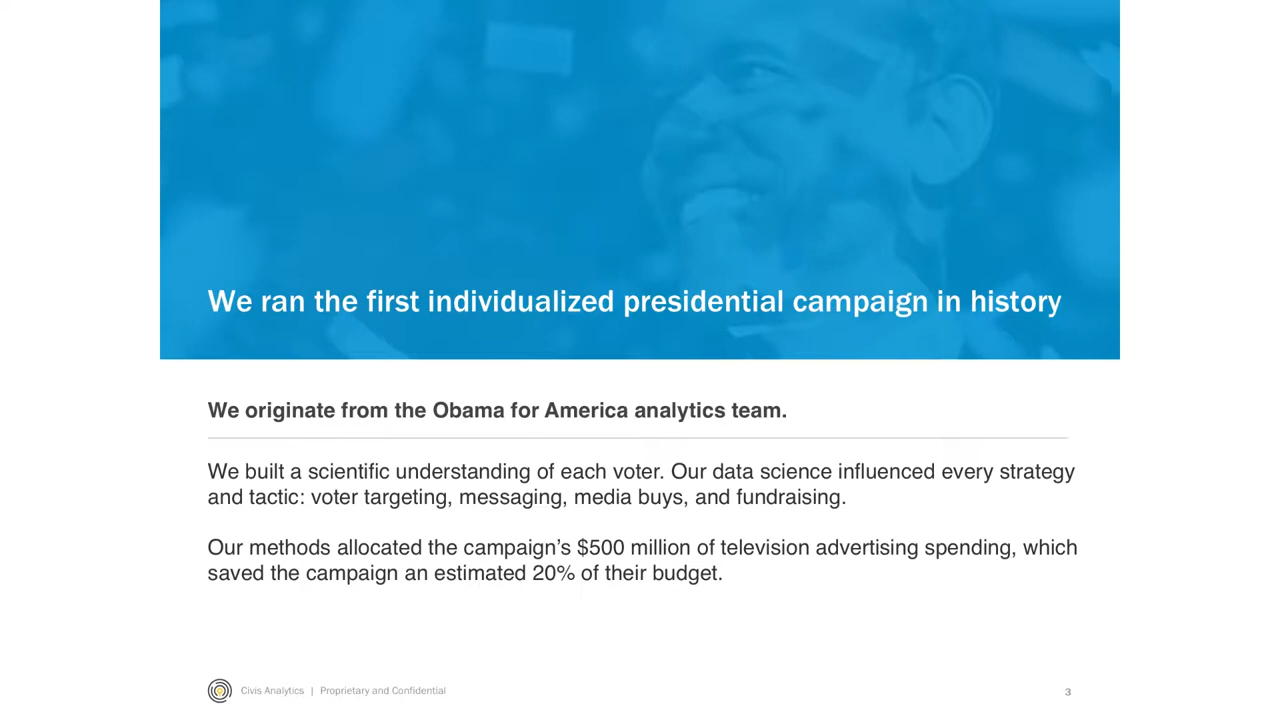 We ran the first individualized presidential campaign in history
We originate from the Obama for America analytics team.
We built a scientific understanding of each voter. Our data science influenced every strategy
and tactic: voter targeting, messaging, media buys, and fundraising.
Our methods allocated the campaign’s $500 million of television advertising spending, which
saved the campaign an estimated 20% of their budget.
Civis Analytics | Proprietary and Confidential 3